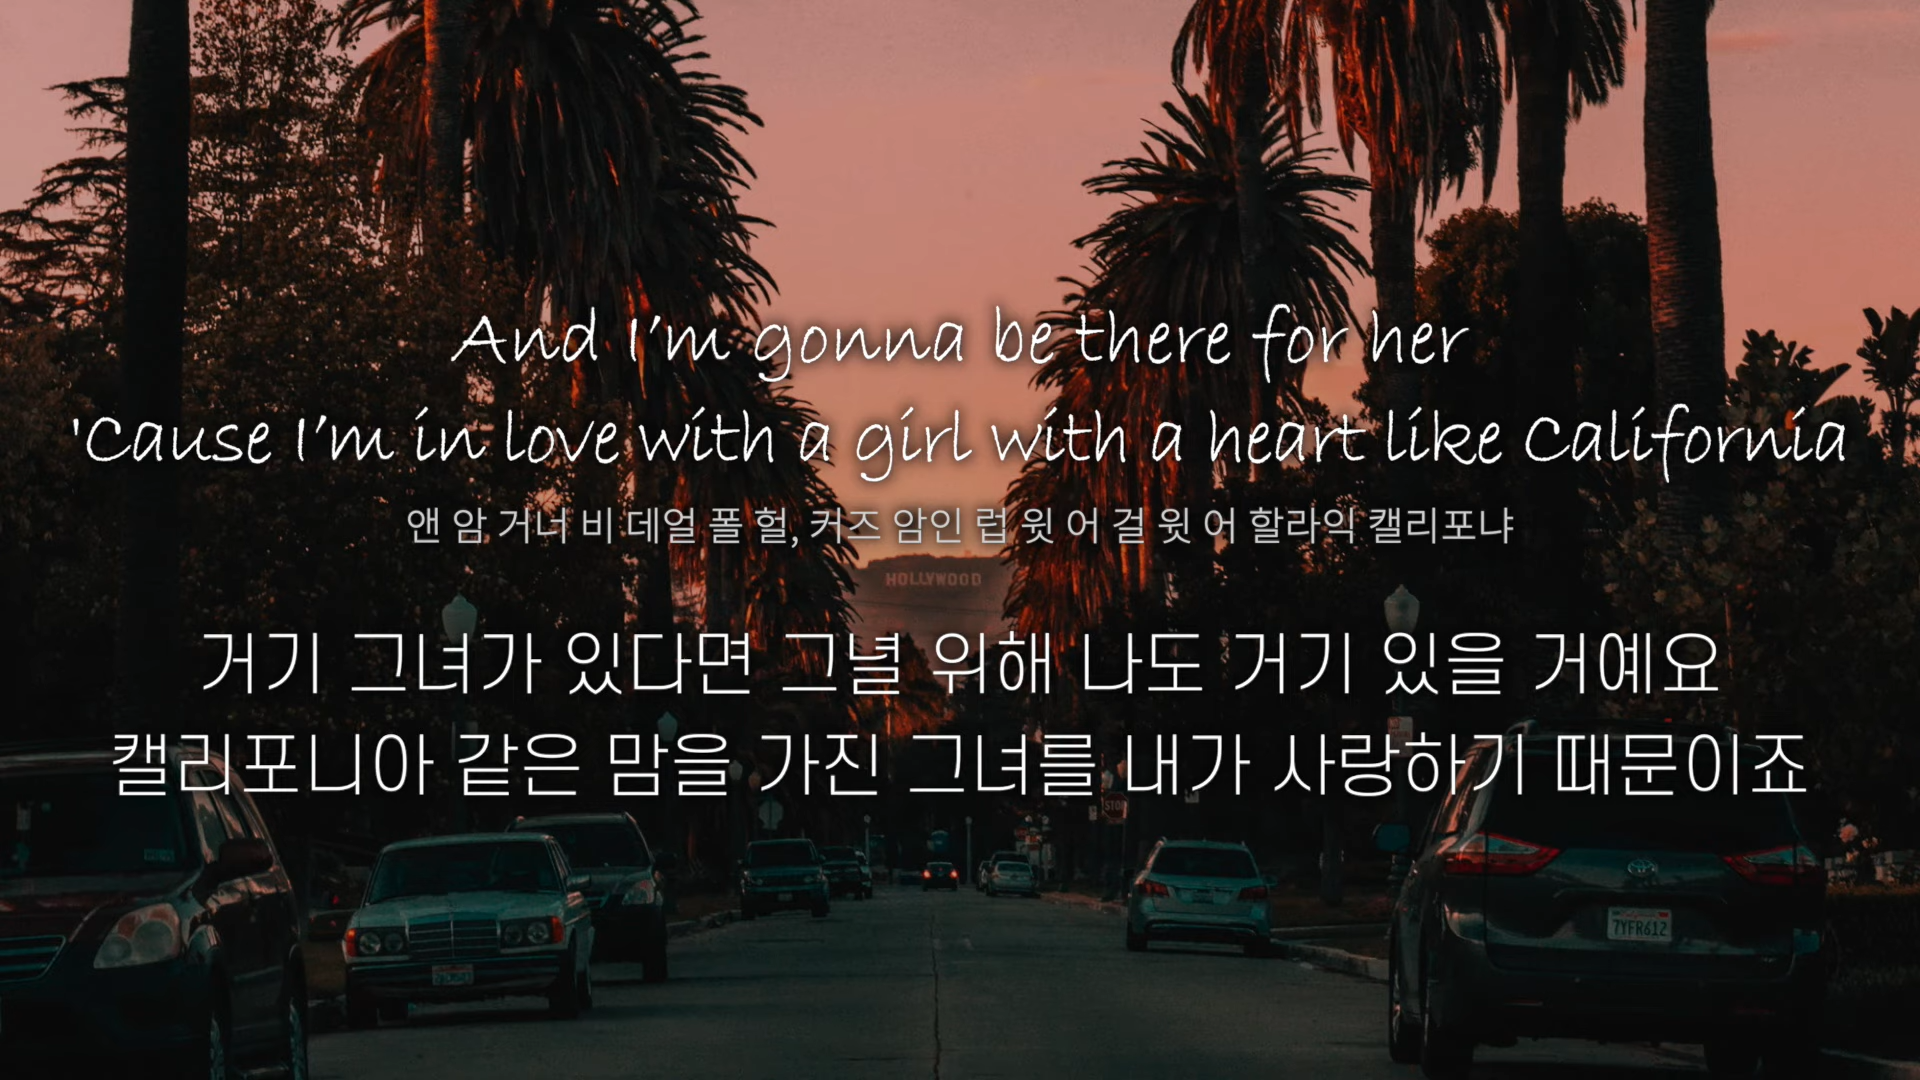 And I'm gonna be there for her
'Cause I'm in love with a girl with a heart like California
앤 암 거너 비 데얼 폴 헐, 커즈 암인 럽 윗 어 걸 윗 어 할라익 캘리포냐
HOLLYWOOD
거기 그녀가 있다면 그녈 위해 나도 거기 있을 거예요
캘리포니아 같은 맘을 가진 그녀를 내가 사랑하기 때문이죠
STOP
7YFR612